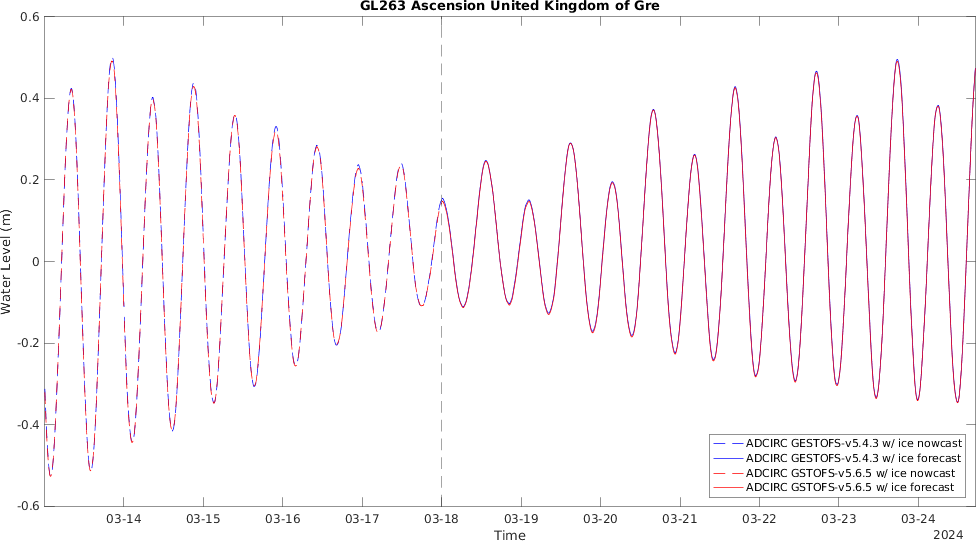 GL263 Ascension United Kingdom of Gre
0.6
0.4
0.2
0
-0.2
-0.4
-0.6
Water Level (m)
ADCIRC GESTOFS-v5.4.3 w/ ice nowcast
ADCIRC GESTOFS-v5.4.3 w/ ice forecast
ADCIRC GSTOFS-v5.6.5 w/ ice nowcast
ADCIRC GSTOFS-v5.6.5 w/ ice forecast
03-14 03-15 03-16 03-17 03-18 03-19 03-20 03-21 03-22 03-23 03-24
Time
2024